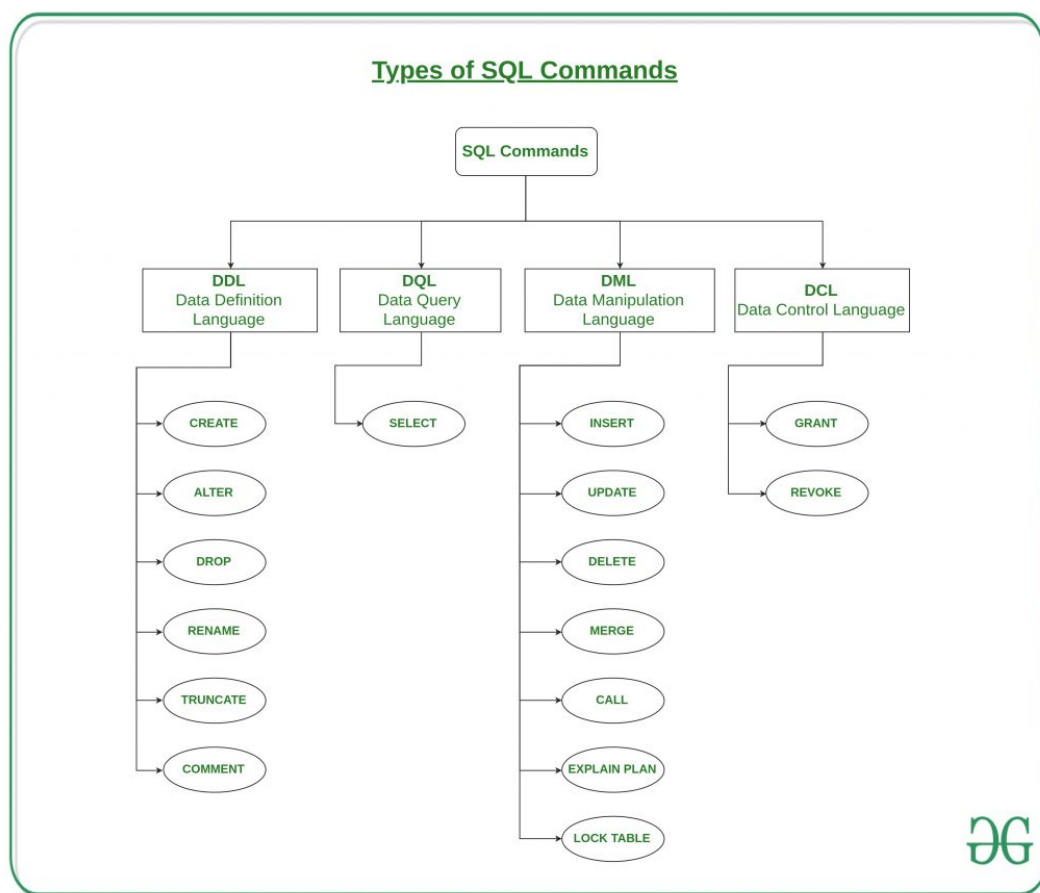 Types of SQL Commands
SQL Commands
DDL
Data Definition
Language
DQL
Data Query
Language
DML
Data Manipulation
Language
DCL
Data Control Language
CREATE
ALTER
DROP
RENAME
TRUNCATE
COMMENT
SELECT
INSERT
UPDATE
DELETE
MERGE
CALL
EXPLAIN PLAN
LOCK TABLE
GRANT
REVOKE